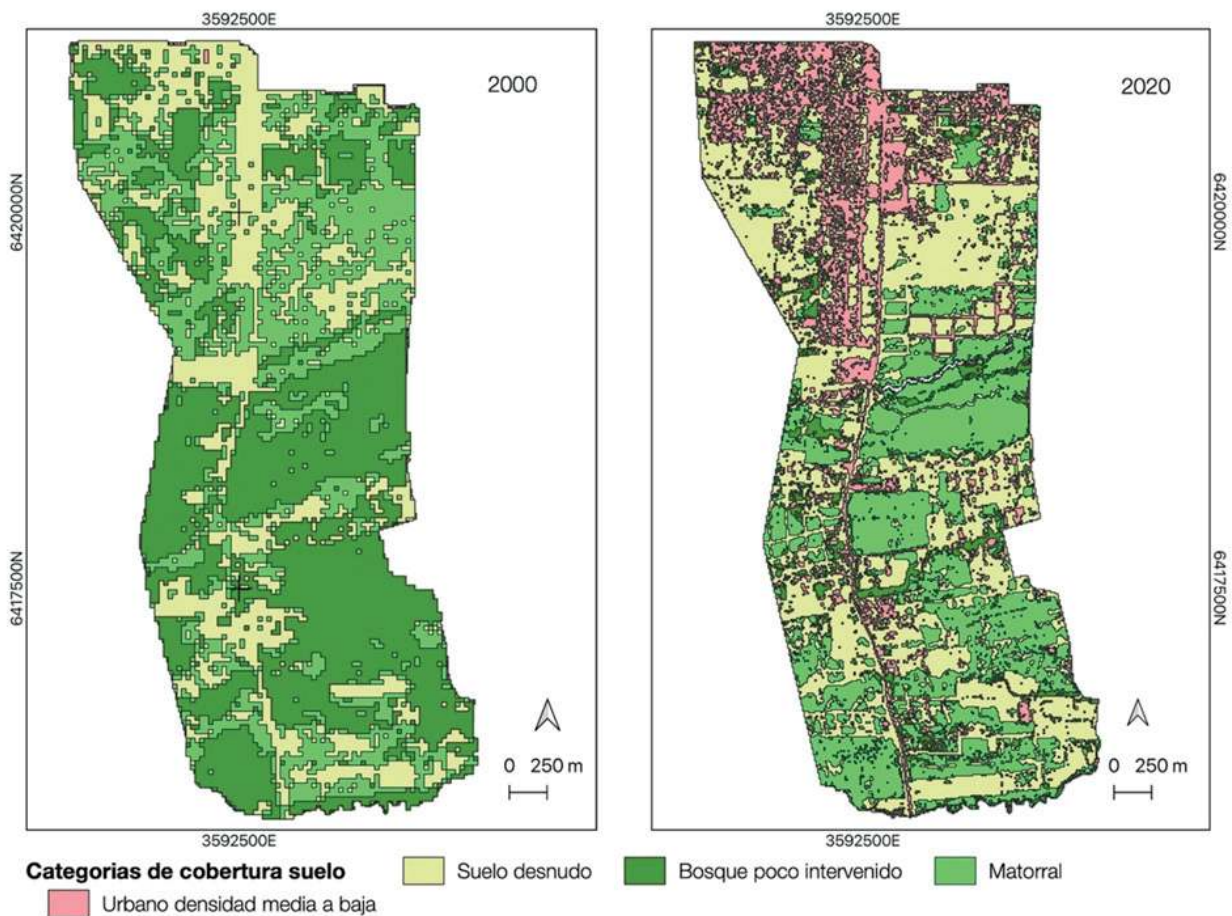 3592500E
3592500E
2000
2020
6420000N
6420000N
6417500N
6417500N
0 250 m
0 250 m
3592500E
3592500E
Categorias de cobertura suelo
Suelo desnudo
Bosque poco intervenido
Matorral
Urbano densidad media a baja